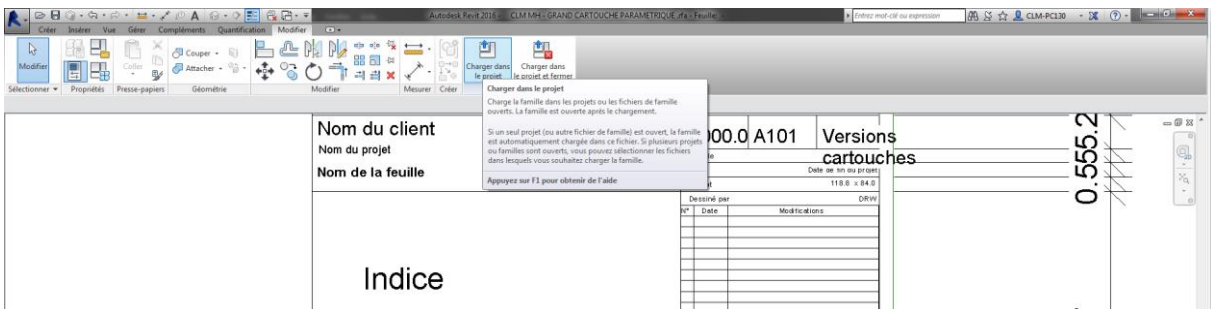 Autodesk Revit 2016 - CLM MH - GRAND CARTOUCHE PARAMETRIQUE.rfa - Feuille:
Entrez mot-clé ou expression
CLM-PC130
Créer Insérer Vue Gérer Compléments Quantification Modifier
Modifier
Coller
Couper
Attacher
Charger dans le projet
Charger dans le projet et fermer
Sélectionner Propriétés Presse-papiers Géométrie Modifier Mesurer Créer
Charger dans le projet
Charge la famille dans les projets ou les fichiers de famille
ouverts. La famille est ouverte après le chargement.
Si un seul projet (ou autre fichier de famille) est ouvert, la famille
est automatiquement chargée dans ce fichier. Si plusieurs projets
ou familles sont ouverts, vous pouvez sélectionner les fichiers
dans lesquels vous souhaitez charger la famille.
Appuyez sur F1 pour obtenir de l'aide
Nom du client
Nom du projet
Nom de la feuille
A101
Versions
cartouches
118.8 x 84.0
Dessiné par DRW
N° Date Modifications
Indice
0.555.2